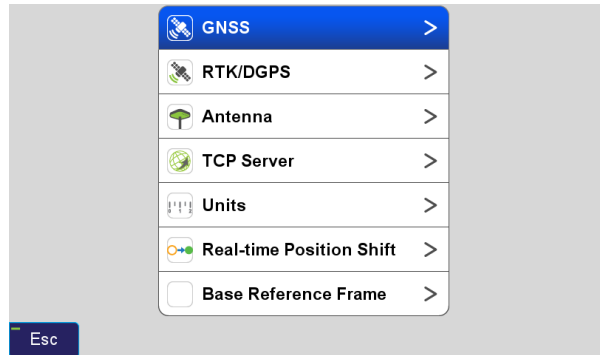 GNSS
RTK/DGPS
Antenna
TCP Server
Units
Real-time Position Shift
Base Reference Frame
Esc